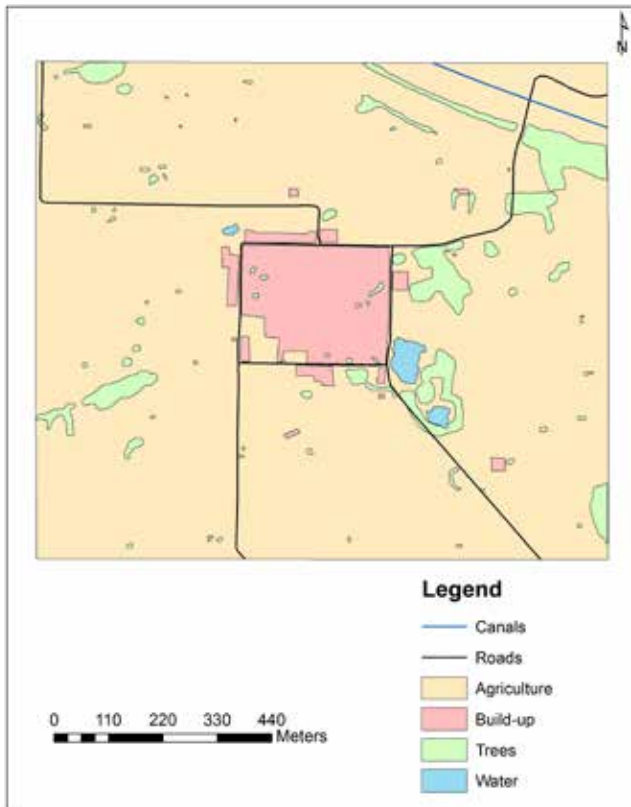 N
Legend
Canals
Roads
Agriculture
Build-up
Trees
Water
0 110 220 330 440
Meters